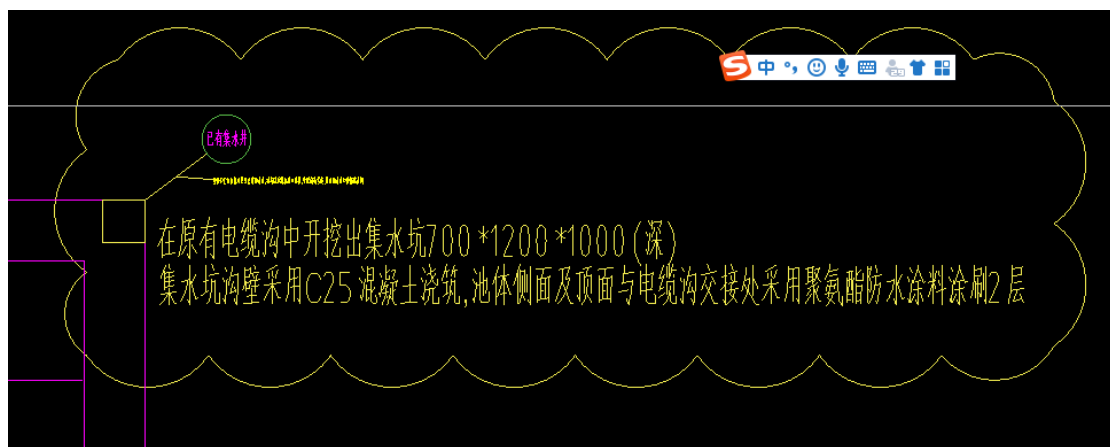 中
已有集水井
在原有电缆沟中开挖出集水坑700*1200*1000(深)
集水坑沟壁采用C25混凝土浇筑,池体侧面及顶面与电缆沟交接处采用聚氨酯防水涂料涂刷2层